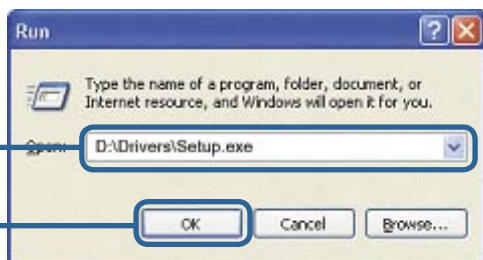 Run
Type the name of a program, folder, document, or
Internet resource, and Windows will open it for you.
Open: D:\Drivers\Setup.exe
OK Cancel Browse...